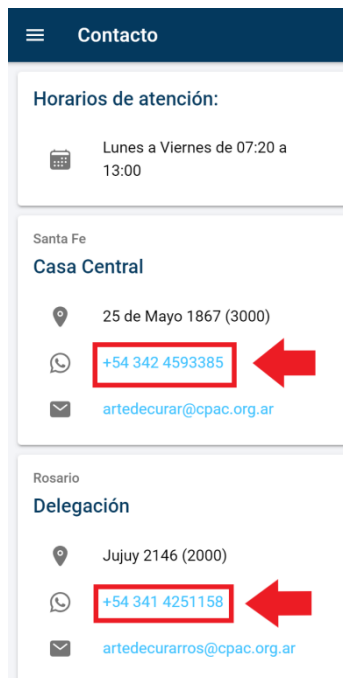 Contacto
Horarios de atención:
Lunes a Viernes de 07:20 a
13:00
Santa Fe
Casa Central
25 de Mayo 1867 (3000)
+54 342 4593385
artedecurar@cpac.org.ar
Rosario
Delegación
Jujuy 2146 (2000)
+54 341 4251158
artedecurarros@cpac.org.ar